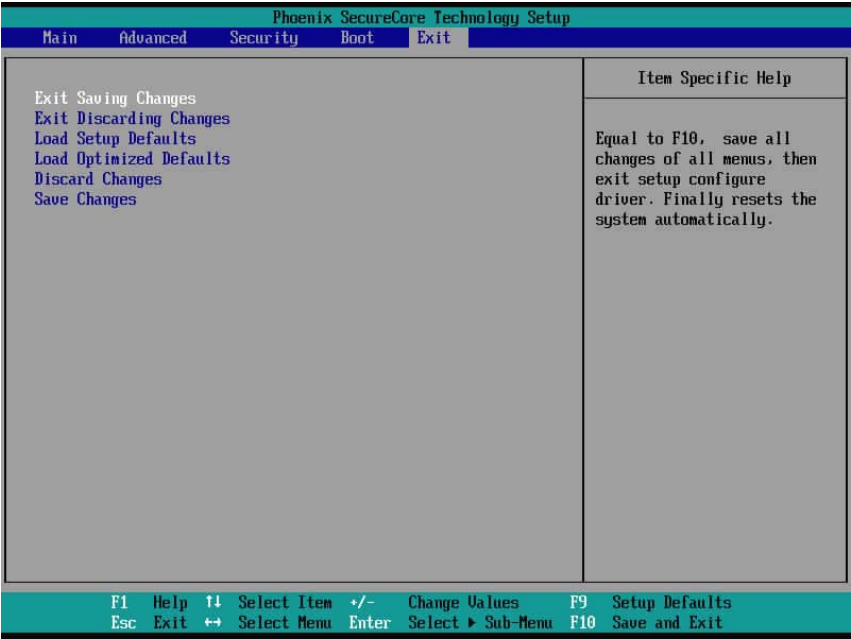 Phoenix SecureCore Technology Setup
Main Advanced Security Boot Exit
Item Specific Help
Exit Saving Changes
Exit Discarding Changes
Load Setup Defaults
Load Optimized Defaults
Discard Changes
Save Changes
Equal to F10, save all
changes of all menus, then
exit setup configure
driver. Finally resets the
system automatically.
F1 Help ↑↓ Select Item +/- Change Values F9 Setup Defaults
Esc Exit ↔ Select Menu Enter Select ▶ Sub-Menu F10 Save and Exit